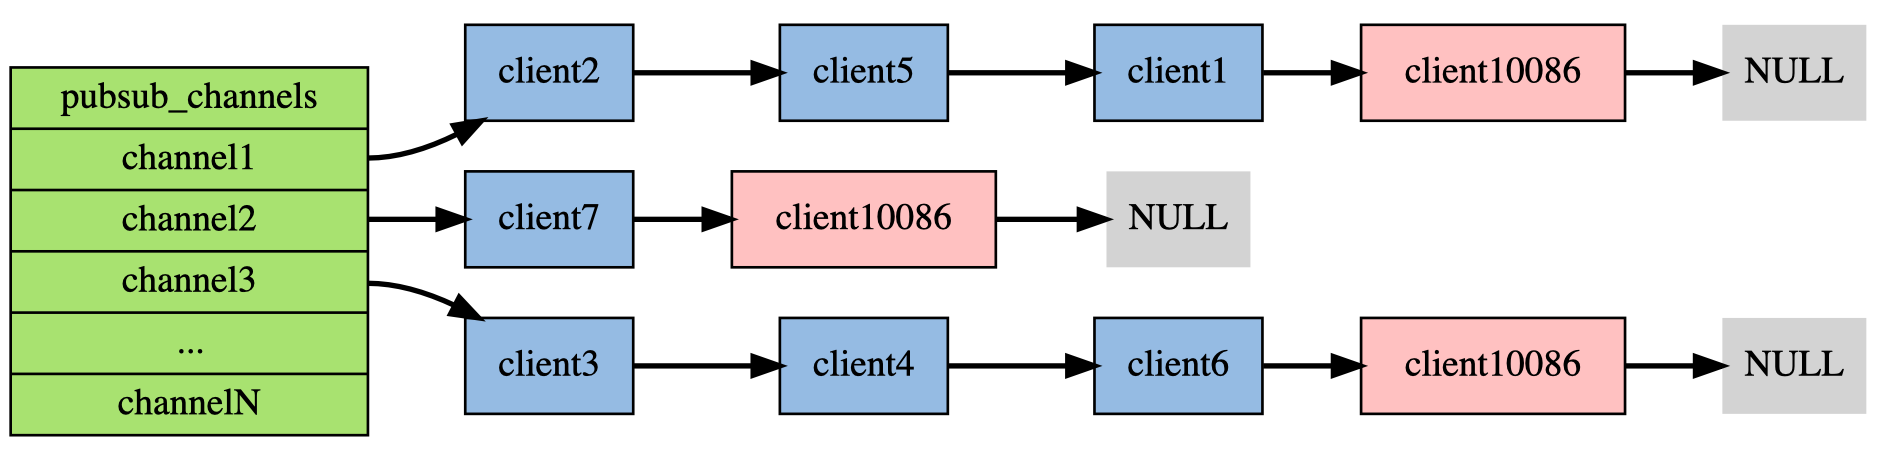 pubsub_channels
channel1
channel2
channel3
...
channelN
client2 client5 client1 client10086 NULL
client7 client10086 NULL
client3 client4 client6 client10086 NULL